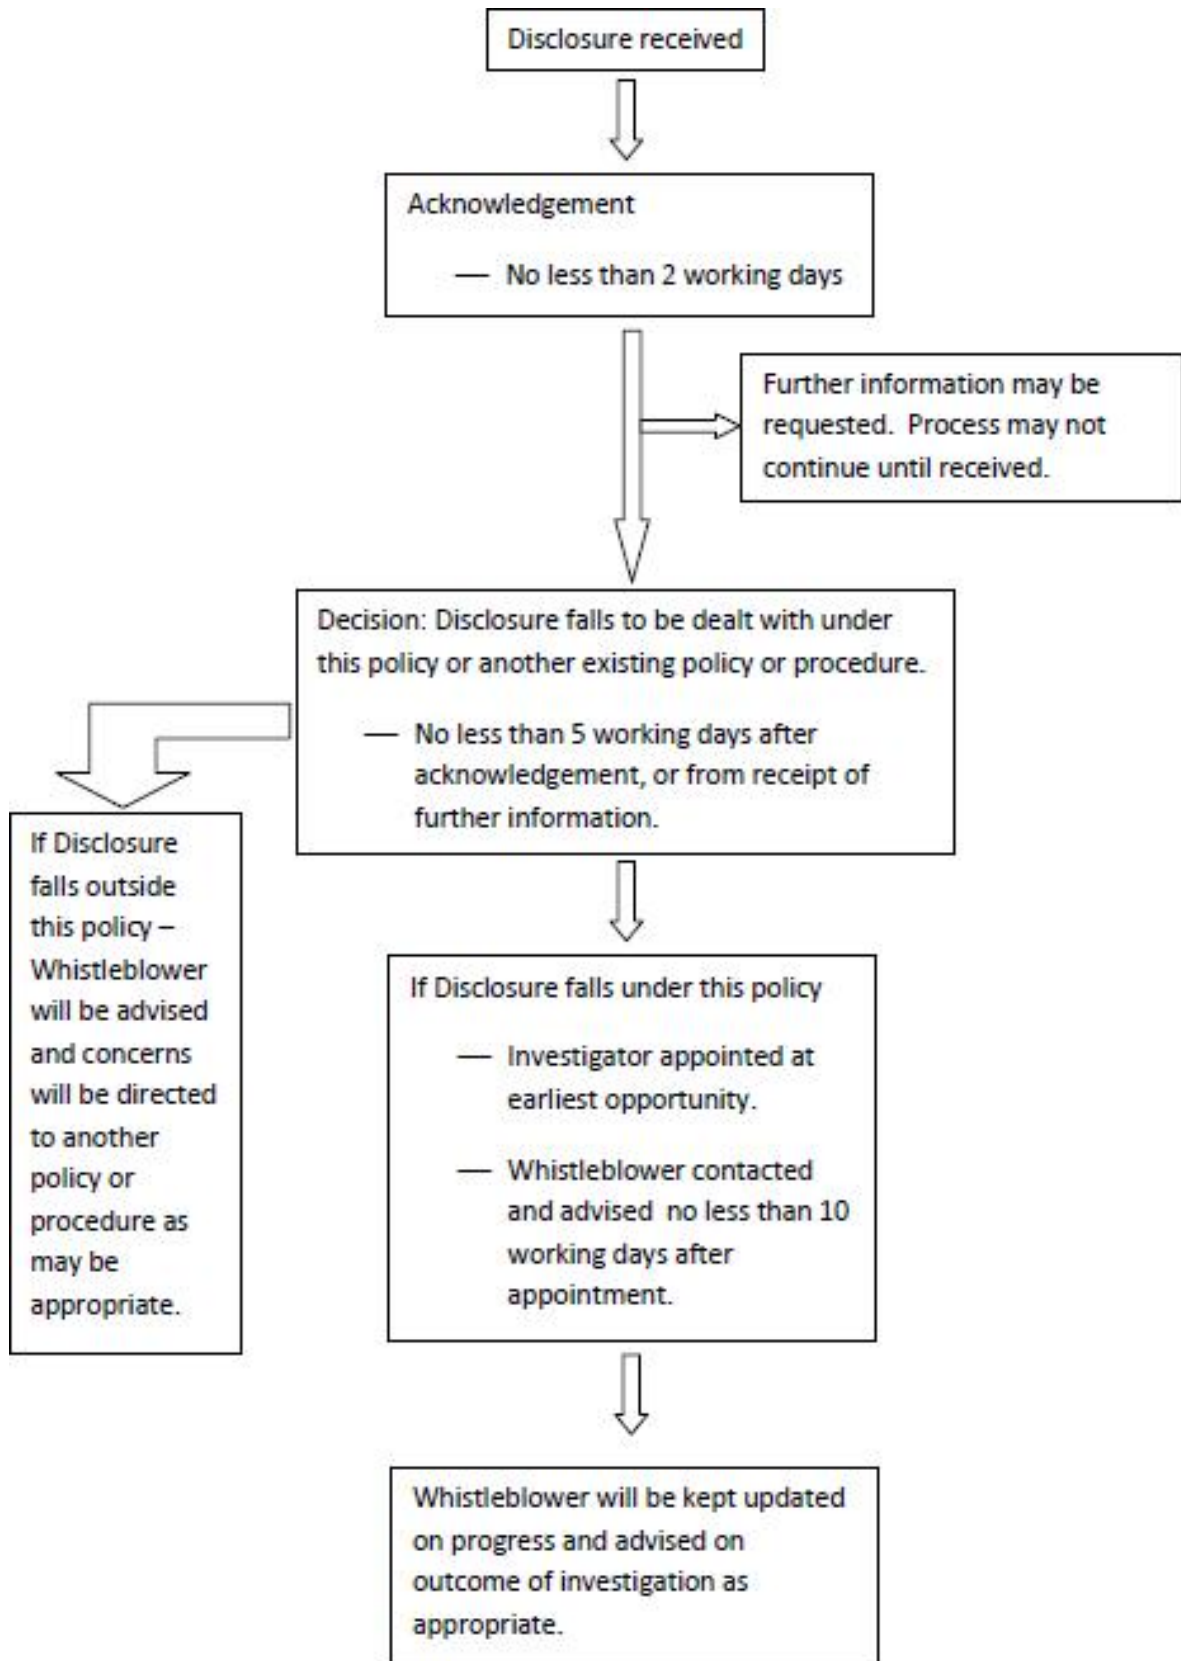 Disclosure received
Acknowledgement
— No less than 2 working days
Further information may be
requested.  Process may not
continue until received.
Decision: Disclosure falls to be dealt with under
this policy or another existing policy or procedure.
— No less than 5 working days after
acknowledgement, or from receipt of
further information.
If Disclosure
falls outside
this policy –
Whistleblower
will be advised
and concerns
will be directed
to another
policy or
procedure as
may be
appropriate.
If Disclosure falls under this policy
— Investigator appointed at
earliest opportunity.
— Whistleblower contacted
and advised  no less than 10
working days after
appointment.
Whistleblower will be kept updated
on progress and advised on
outcome of investigation as
appropriate.